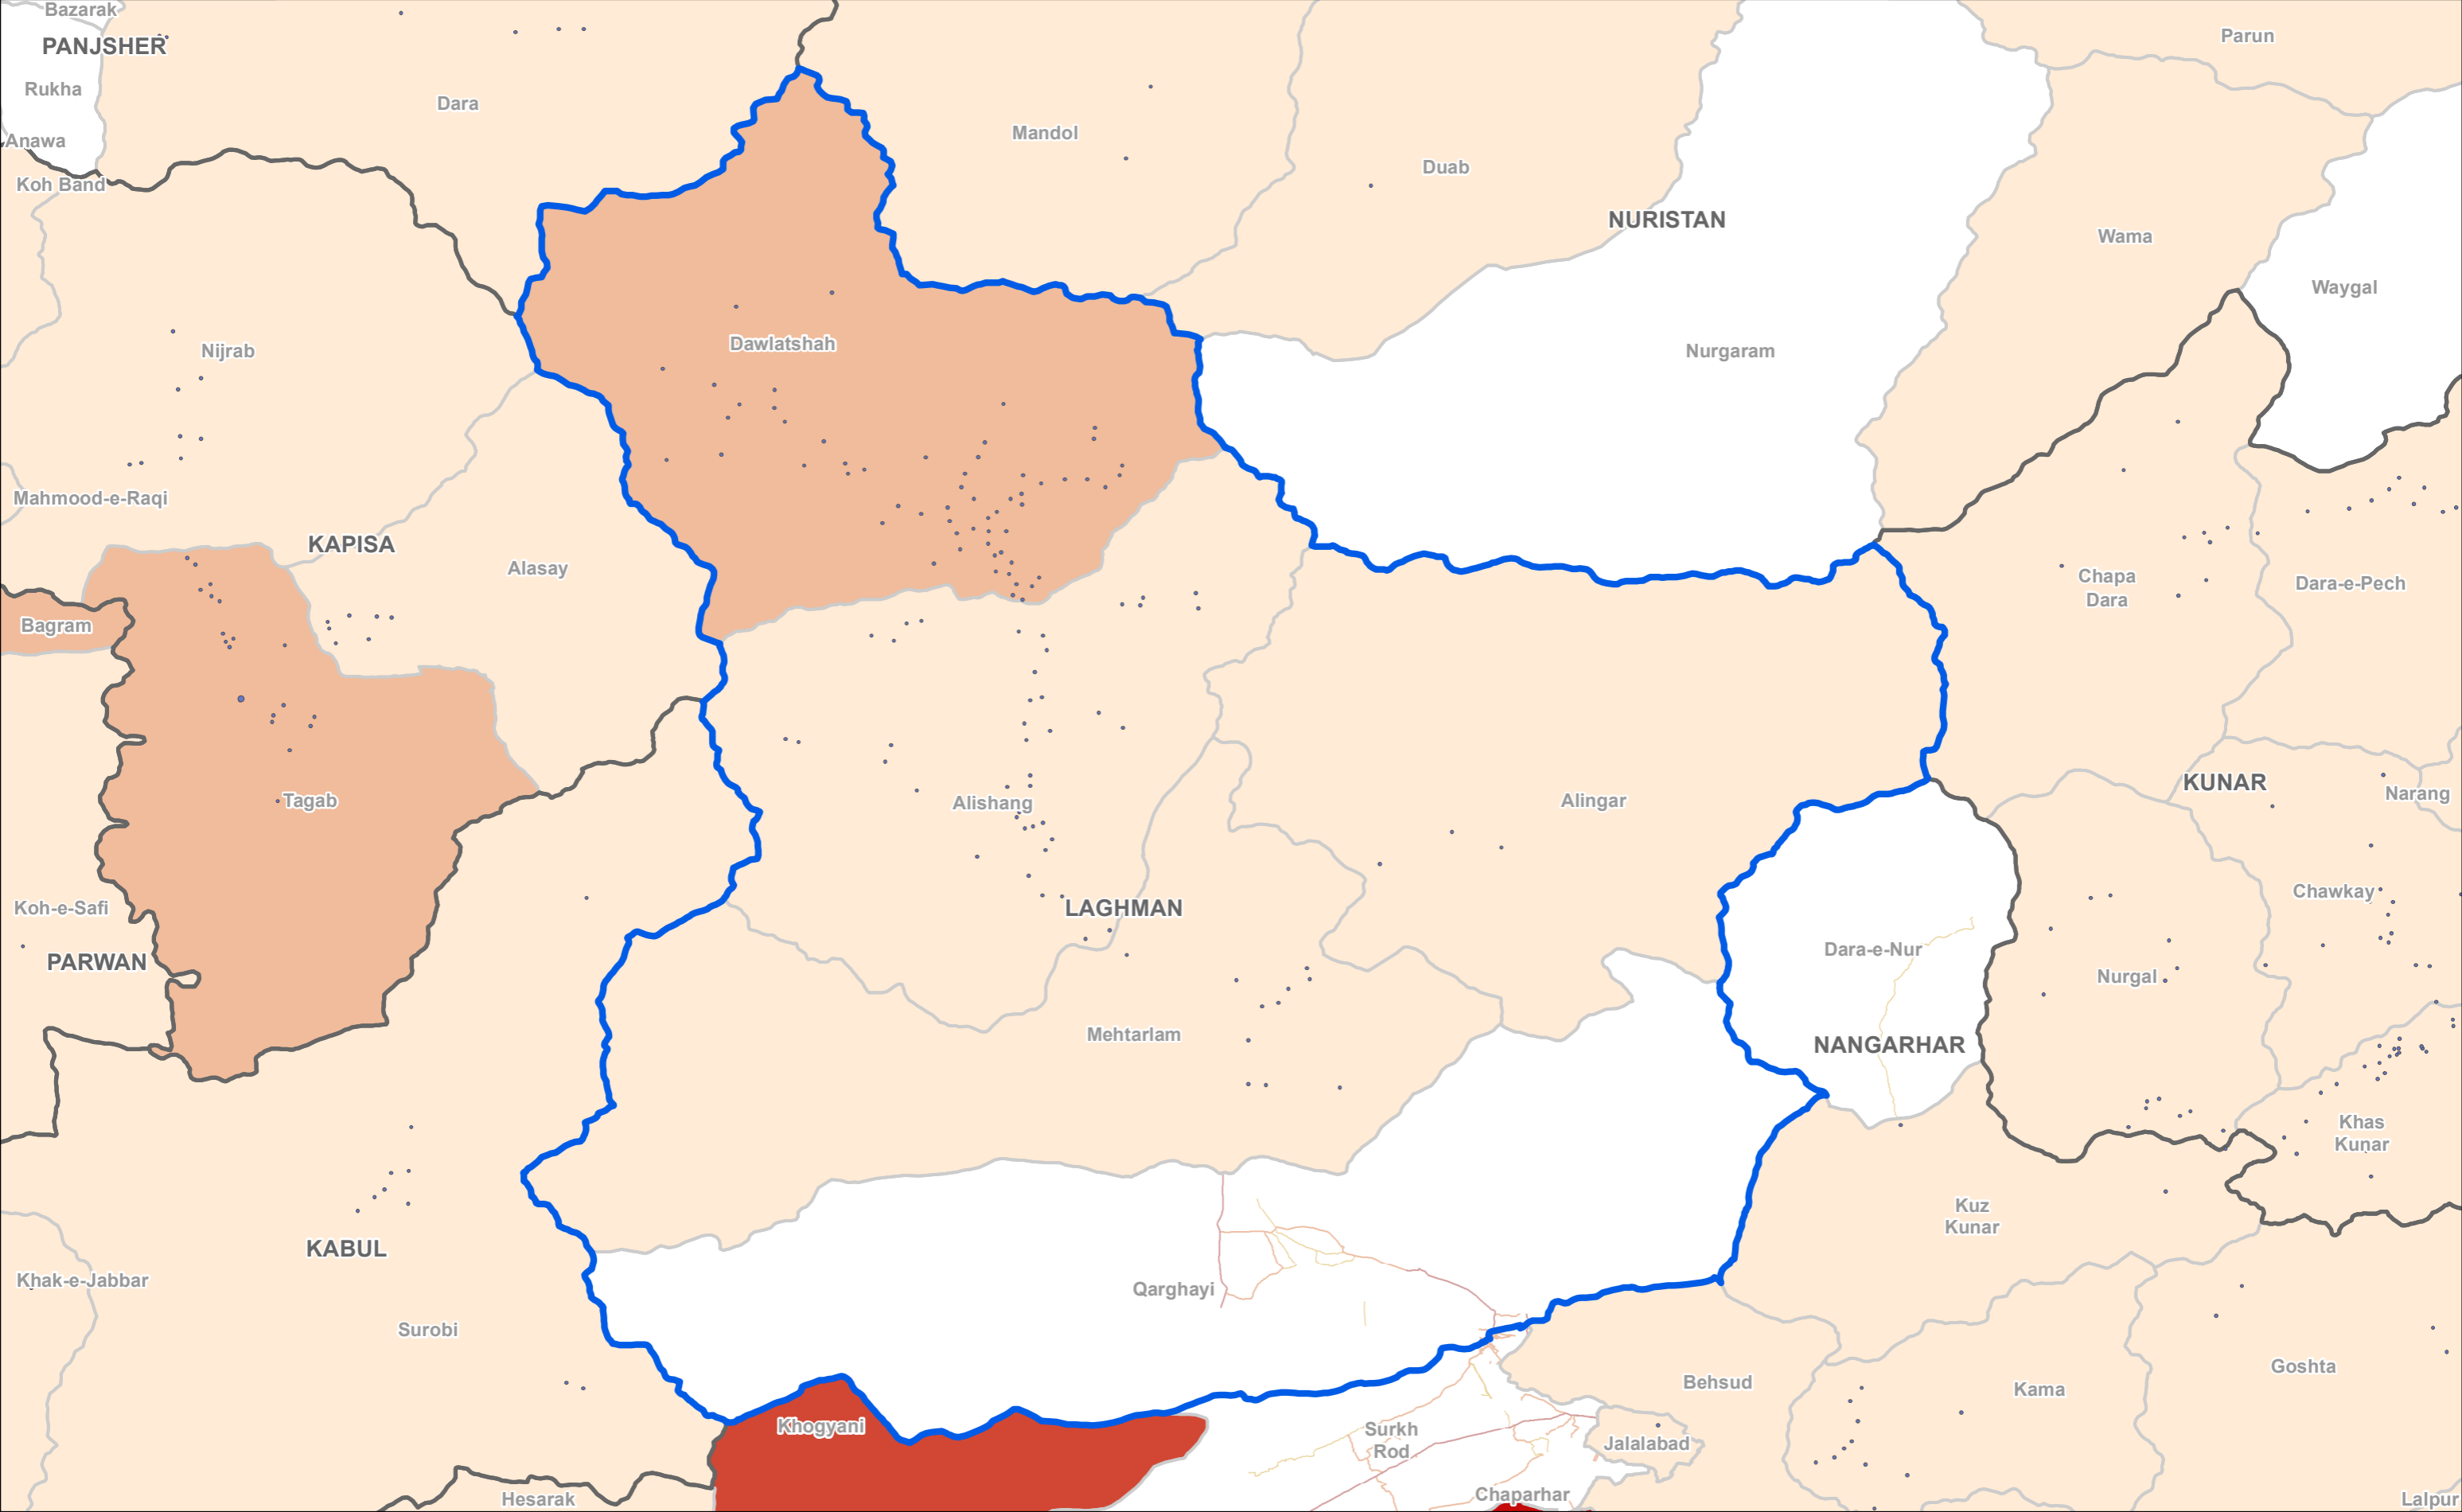 Bazarak
Parun
PANJSHER
Rukha
Dara
Mandol
Anawa
Duab
Koh Band
NURISTAN
Wama
Waygal
Dawlatshah
Nijrab
Nurgaram
Mahmood-e-Raqi
KAPISA
Alasay
Chapa
Dara
Dara-e-Pech
Bagram
KUNAR
Narang
Tagab
Alishang
Alingar
Chawkay
Koh-e-Safi
LAGHMAN
Dara-e-Nur
PARWAN
Nurgal
Mehtarlam
NANGARHAR
Khas
Kunar
Kuz
Kunar
KABUL
Khak-e-Jabbar
Qarghayi
Surobi
Goshta
Behsud
Kama
Khogyani
Surkh
Rod
Jalalabad
Hesarak
Chaparhar
Lalpur